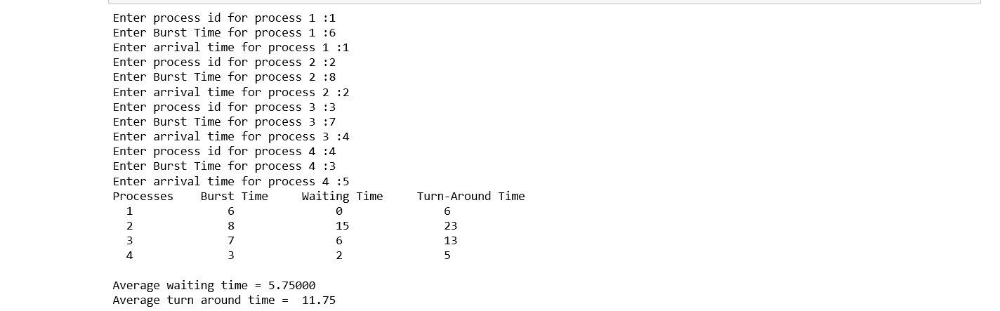 Enter process id for process 1 :1
Enter Burst Time for process 1 :6
Enter arrival time for process 1 :1
Enter process id for process 2 :2
Enter Burst Time for process 2 :8
Enter arrival time for process 2 :2
Enter process id for process 3 :3
Enter Burst Time for process 3 :7
Enter arrival time for process 3 :4
Enter process id for process 4 :4
Enter Burst Time for process 4 :3
Enter arrival time for process 4 :5
Processes    Burst Time     Waiting Time     Turn-Around Time
1    6    0    6
2    8    15    23
3    7    6    13
4    3    2    5
Average waiting time = 5.75000
Average turn around time =  11.75